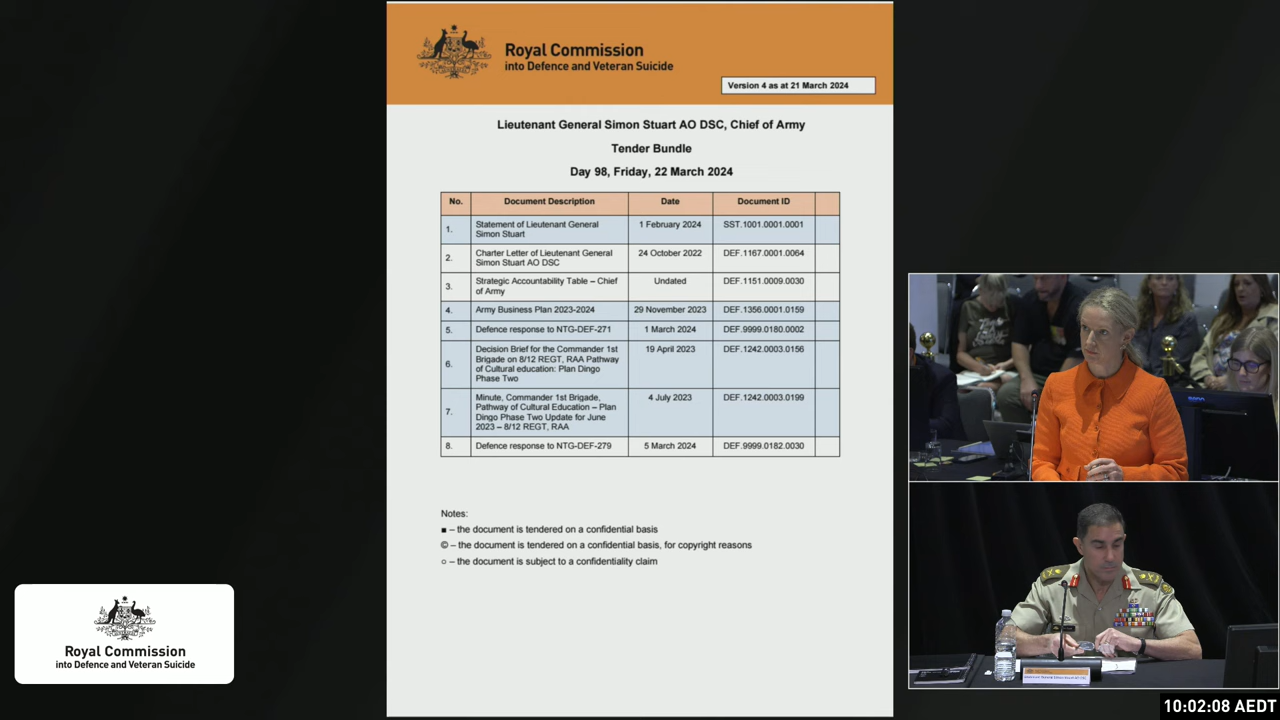 Royal Commission
into Defence and Veteran Suicide
Version 4 as at 21 March 2024
Lieutenant General Simon Stuart AO DSC, Chief of Army
Tender Bundle
Day 98, Friday, 22 March 2024
No. Document Description Date Document ID
1. Statement of Lieutenant General Simon Stuart 1 February 2024 SST.1001.0001.0001
2. Charter Letter of Lieutenant General Simon Stuart AO DSC 24 October 2022 DEF.1167.0001.0064
3. Strategic Accountability Table – Chief of Army Undated DEF.1151.0009.0030
4. Army Business Plan 2023-2024 29 November 2023 DEF.1356.0001.0159
5. Defence response to NTG-DEF-271 1 March 2024 DEF.9999.0180.0002
6. Decision Brief for the Commander 1st Brigade on 8/12 REGT, RAA Pathway of Cultural education: Plan Dingo Phase Two 19 April 2023 DEF.1242.0003.0156
7. Minute, Commander 1st Brigade, Pathway of Cultural Education – Plan Dingo Phase Two Update for June 2023 – 8/12 REGT, RAA 4 July 2023 DEF.1242.0003.0199
8. Defence response to NTG-DEF-279 5 March 2024 DEF.9999.0182.0030
Notes:
■ – the document is tendered on a confidential basis
© – the document is tendered on a confidential basis, for copyright reasons
○ – the document is subject to a confidentiality claim
Royal Commission
into Defence and Veteran Suicide
10:02:08 AEDT